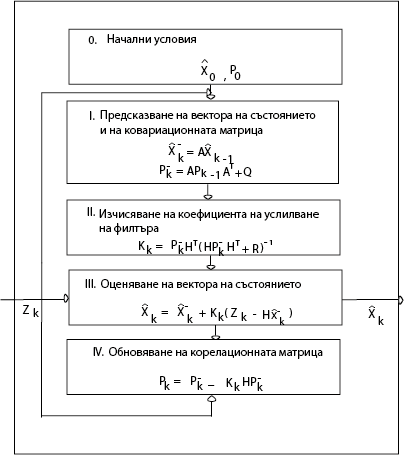 0. Начални условия
X̂₀ , P₀
I. Предсказване на вектора на състоянието
и на ковариационната матрица
X̂ₖ⁻ = AX̂ₖ₋₁
Pₖ⁻ = APₖ₋₁Aᵀ+Q
II. Изчисяване на коефициента на услилване
на филтъра
Kₖ = Pₖ⁻Hᵀ(HPₖ⁻Hᵀ + R)⁻¹
III. Оценяване на вектора на състоянието
X̂ₖ = X̂ₖ⁻ + Kₖ(Zₖ - HX̂ₖ⁻)
Zₖ
X̂ₖ
IV. Обновяване на корелационната матрица
Pₖ = Pₖ⁻ − KₖHPₖ⁻